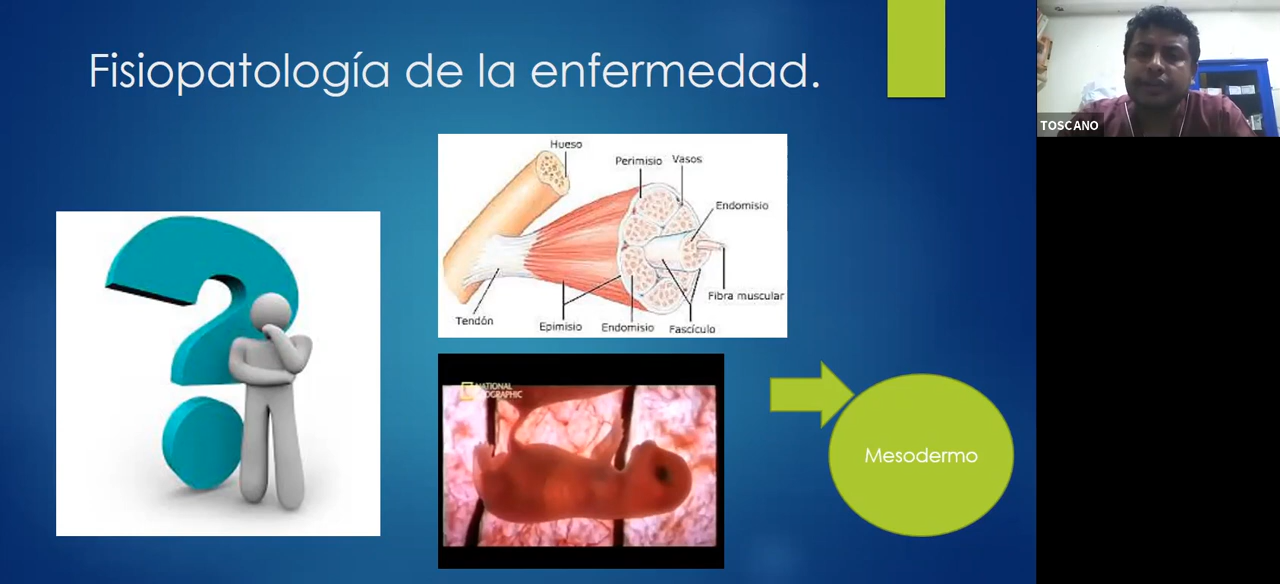 Fisiopatología de la enfermedad.
TOSCANO
Hueso
Perimisio
Vasos
Endomisio
Fibra muscular
Tendón
Epimisio
Endomisio
Fascículo
NATIONAL
GEOGRAPHIC
Mesodermo